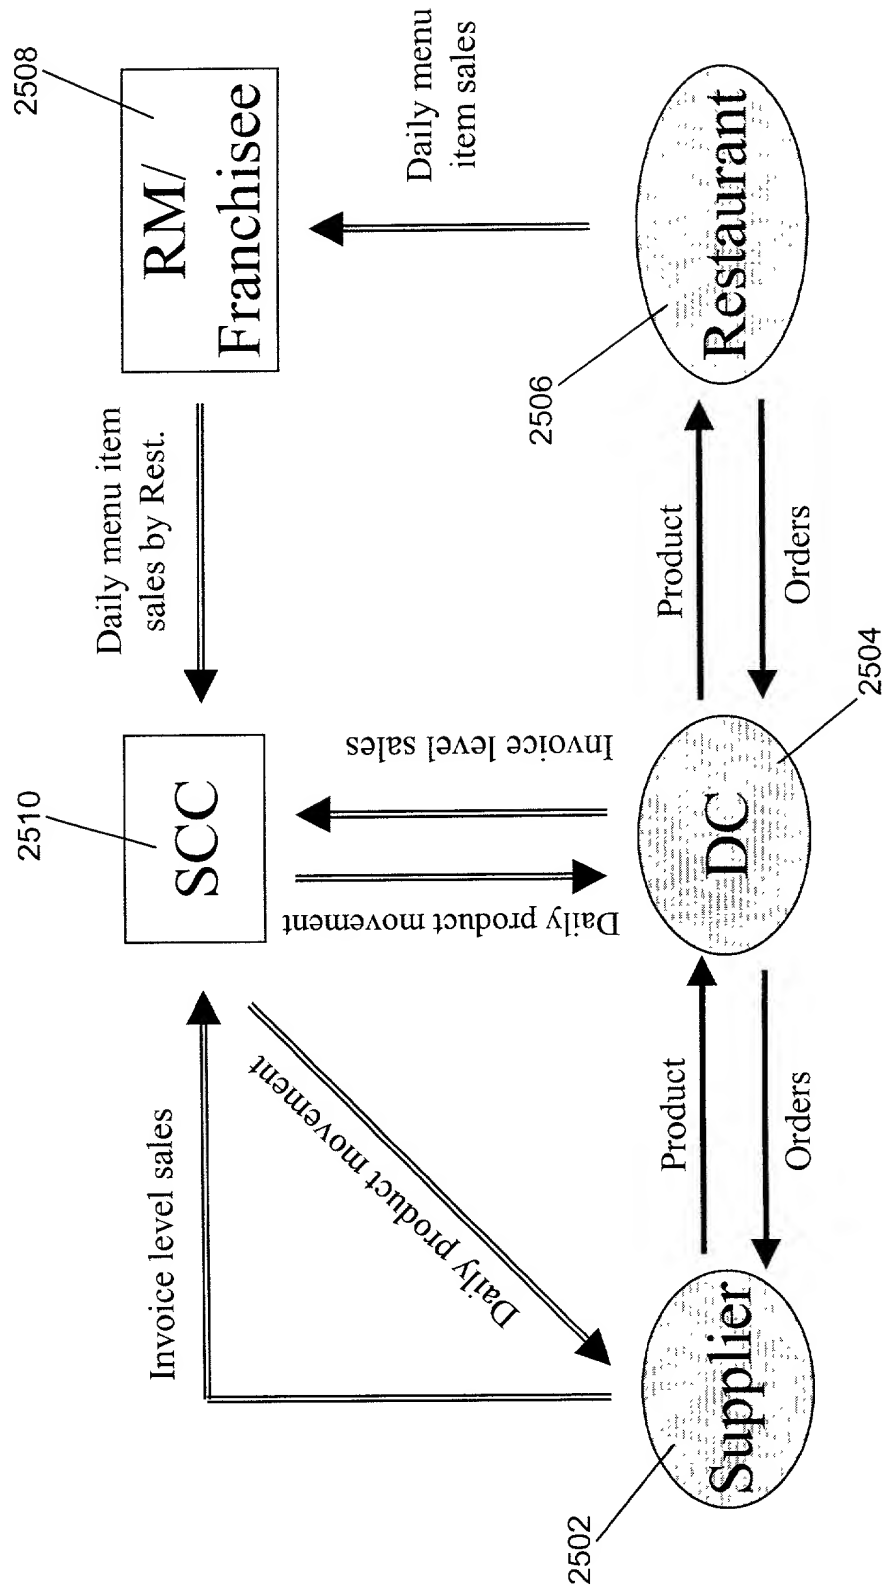 2510
2508
SCC
RM/
Franchisee
Daily menu item
sales by Rest.
Invoice level sales
Daily product movement
Daily product movement
Invoice level sales
Daily menu
item sales
2502
Supplier
Product
Orders
DC
2504
Product
Orders
2506
Restaurant